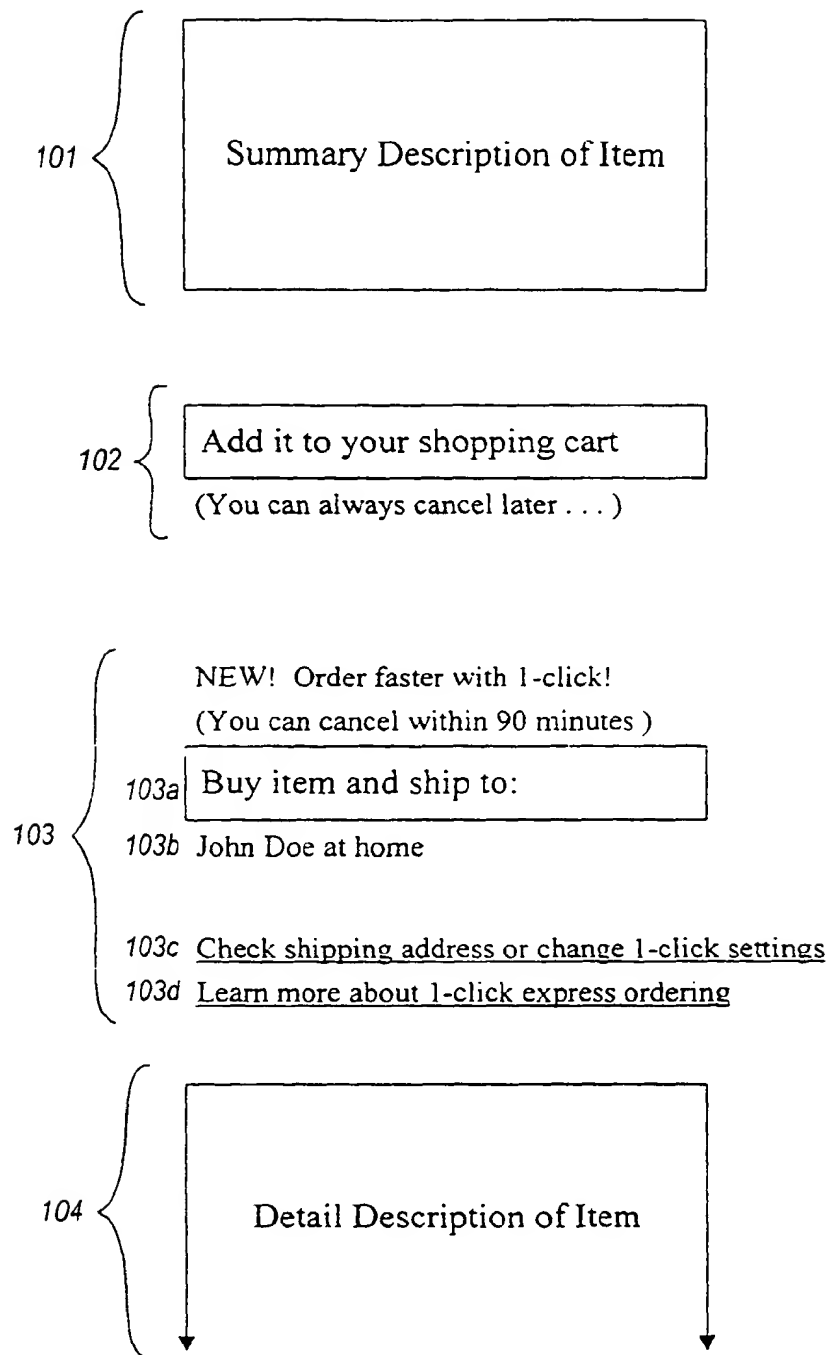 101 Summary Description of Item
102 Add it to your shopping cart
(You can always cancel later . . . )
NEW! Order faster with 1-click!
(You can cancel within 90 minutes )
103a Buy item and ship to:
103
103b John Doe at home
103c Check shipping address or change 1-click settings
103d Learn more about 1-click express ordering
104 Detail Description of Item